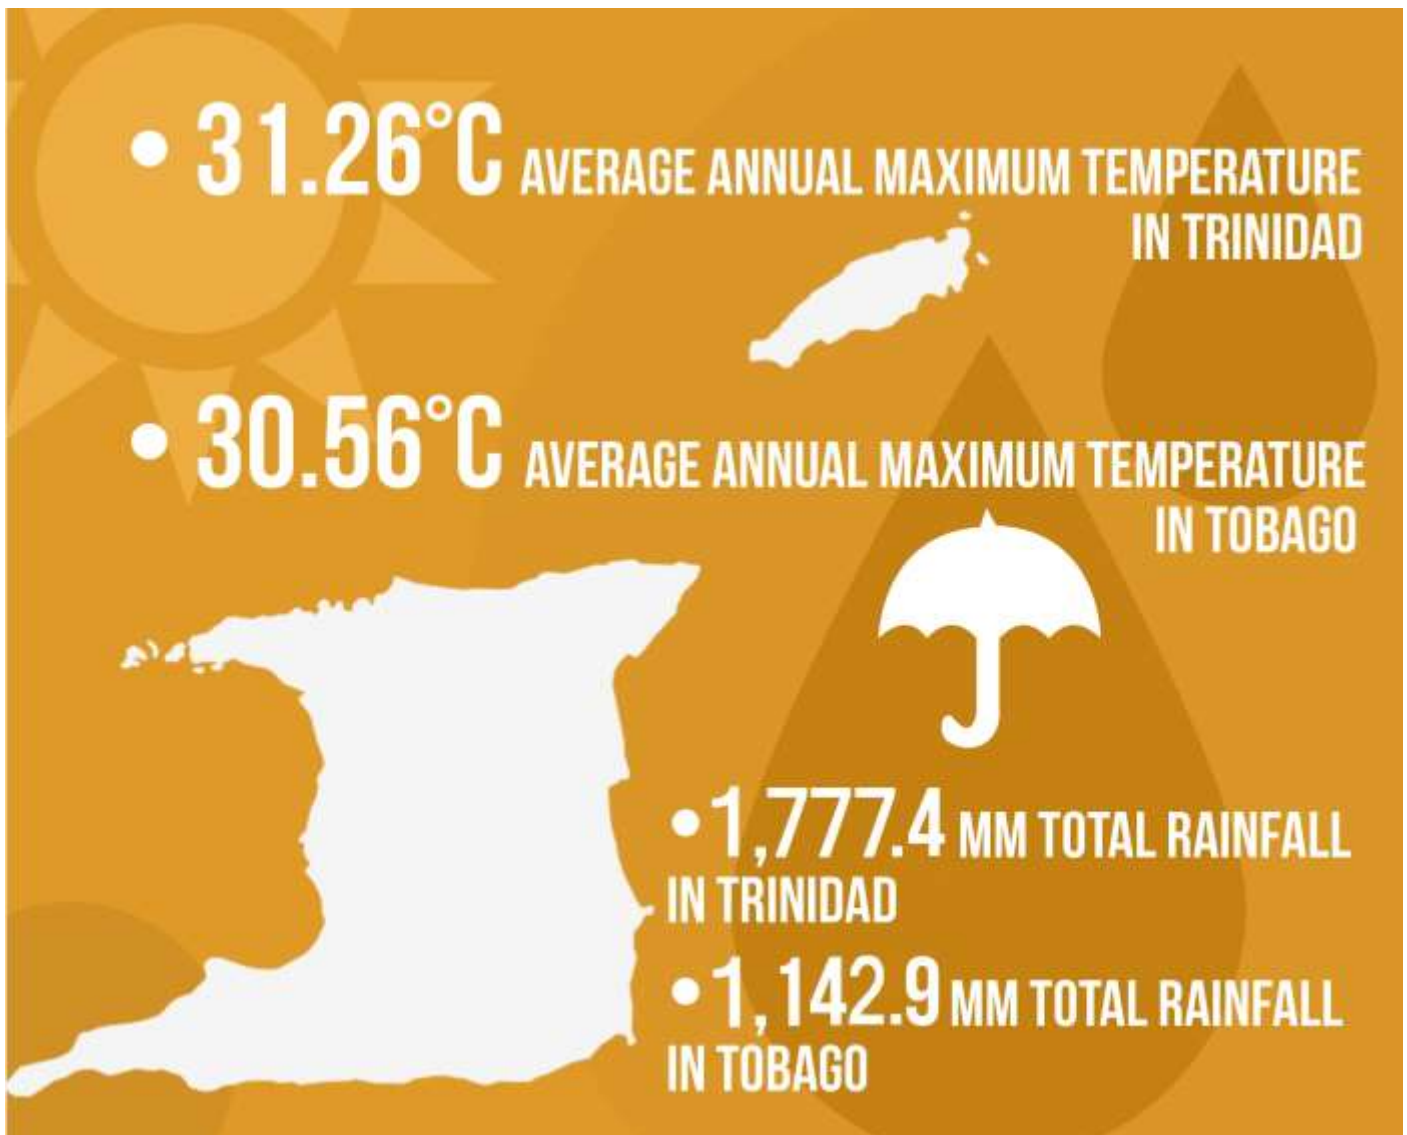 • 31.26°C AVERAGE ANNUAL MAXIMUM TEMPERATURE
IN TRINIDAD
• 30.56°C AVERAGE ANNUAL MAXIMUM TEMPERATURE
IN TOBAGO
•1,777.4 MM TOTAL RAINFALL
IN TRINIDAD
•1,142.9 MM TOTAL RAINFALL
IN TOBAGO